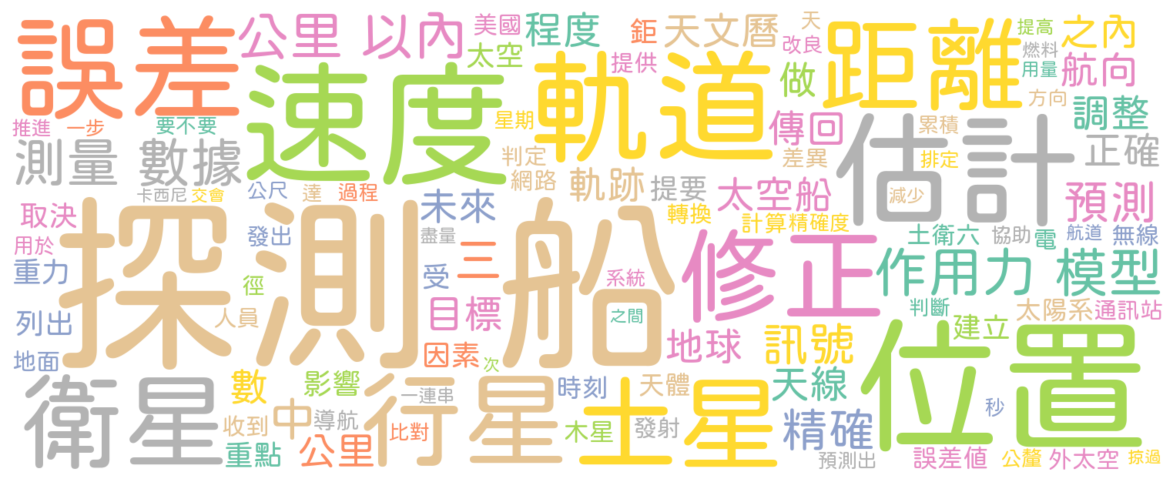 誤差 公里 以內 美國 程度 鉅 天文曆 天 距離 提高 之內
太空 提供 改良 燃料 航向
速度 軌道 做 用量
推進 一步 要不要 星期 傳回 方向 調整
測量 數據 判定 差異 估計 累積 正確
卡西尼 交會 公尺 達 過程 網路 軌跡 提要 太空船 排定 預測
取決 未來 轉換 計算精確度 減少
用於 探測船 發出 盡量 三 修正 土衛六 協助 電 航道 無線
重力 徑 受 系統 作用力 模型
列出 人員 目標 之間 地球 訊號 判斷 建立 太陽系 通訊站
地面 因素 次 位置
衛星 數 影響 行星 一連串 時刻 土星 天體 天線
收到 中 導航 比對 木星 發射 精確 秒
重點 公里 預測出 誤差值 公釐 外太空 掠過